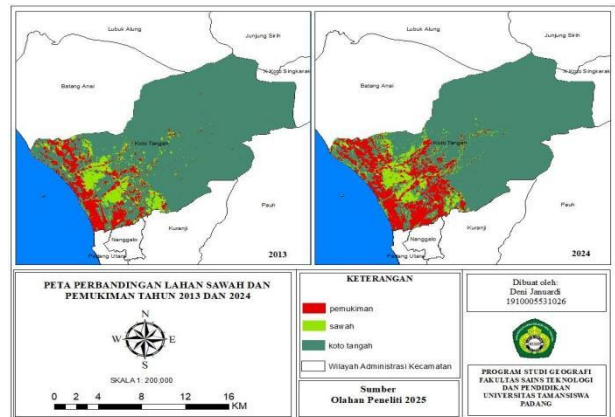 Lubuk Alung
Junjung Sirih
X Koto Singkarak
Batang Anai
Koto Tangah
Pauh
Kuranji
Nanggalo
Padang Utara
2013
Lubuk Alung
Junjung Sirih
X Koto Singkarak
Batang Anai
Koto Tangah
Pauh
Kuranji
Nanggalo
Padang Utara
2024
PETA PERBANDINGAN LAHAN SAWAH DAN
PEMUKIMAN TAHUN 2013 DAN 2024
N
W E
S
SKALA 1: 200,000
0 2 4 8 12 16
KM
KETERANGAN
pemukiman
sawah
koto tangah
Wilayah Administrasi Kecamatan
Sumber
Olahan Peneliti 2025
Dibuat oleh:
Deni Januardi
1910005531026
PROGRAM STUDI GEOGRAFI
FAKULTAS SAINS TEKNOLOGI
DAN PENDIDIKAN
UNIVERSITAS TAMANSISWA
PADANG